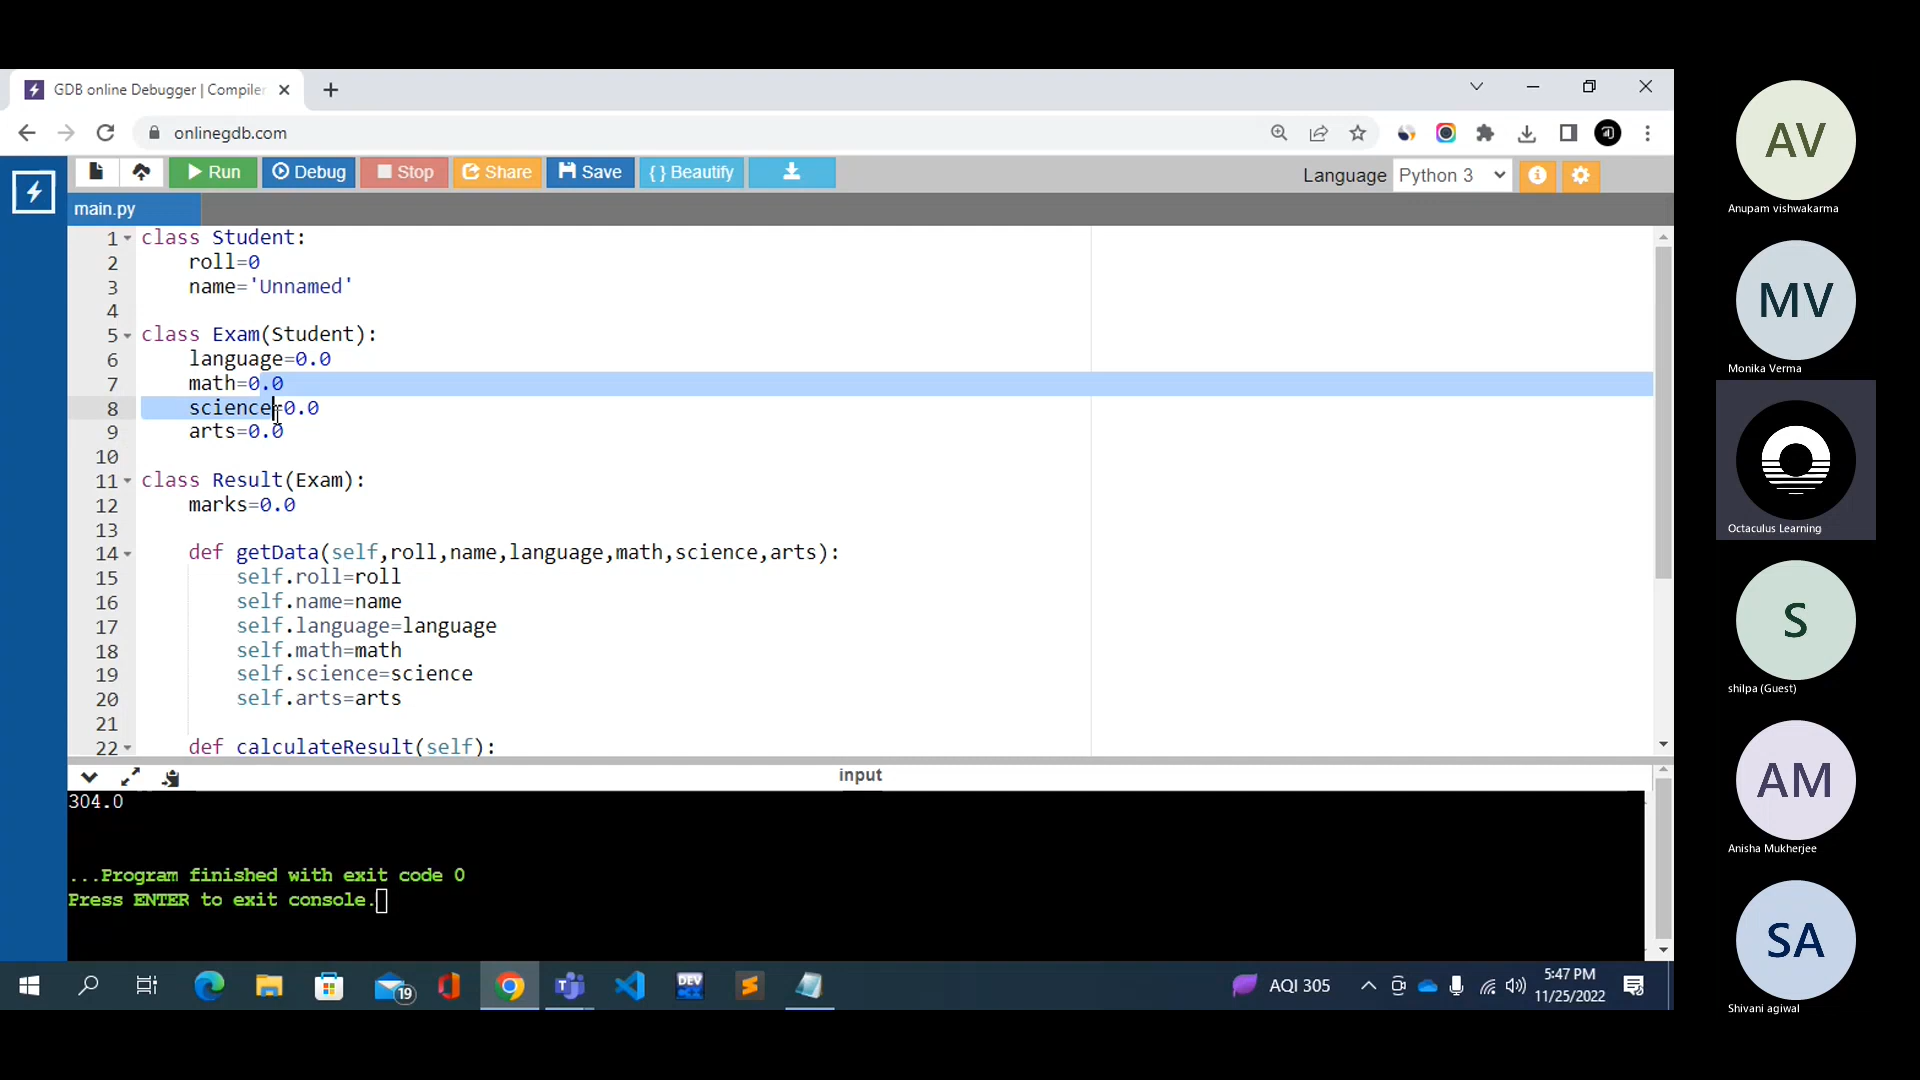 GDB online Debugger | Compiler
onlinegdb.com
Run
Debug
Stop
Share
Save
{ } Beautify
Language
Python 3
main.py
1 class Student:
2 roll=0
3 name='Unnamed'
4
5 class Exam(Student):
6 language=0.0
7 math=0.0
8 science=0.0
9 arts=0.0
10
11 class Result(Exam):
12 marks=0.0
13
14 def getData(self,roll,name,language,math,science,arts):
15 self.roll=roll
16 self.name=name
17 self.language=language
18 self.math=math
19 self.science=science
20 self.arts=arts
21
22 def calculateResult(self):
input
304.0
...Program finished with exit code 0
Press ENTER to exit console.
19
DEV
AQI 305
5:47 PM
11/25/2022
AV
Anupam vishwakarma
MV
Monika Verma
Octaculus Learning
S
shilpa (Guest)
AM
Anisha Mukherjee
SA
Shivani agiwal